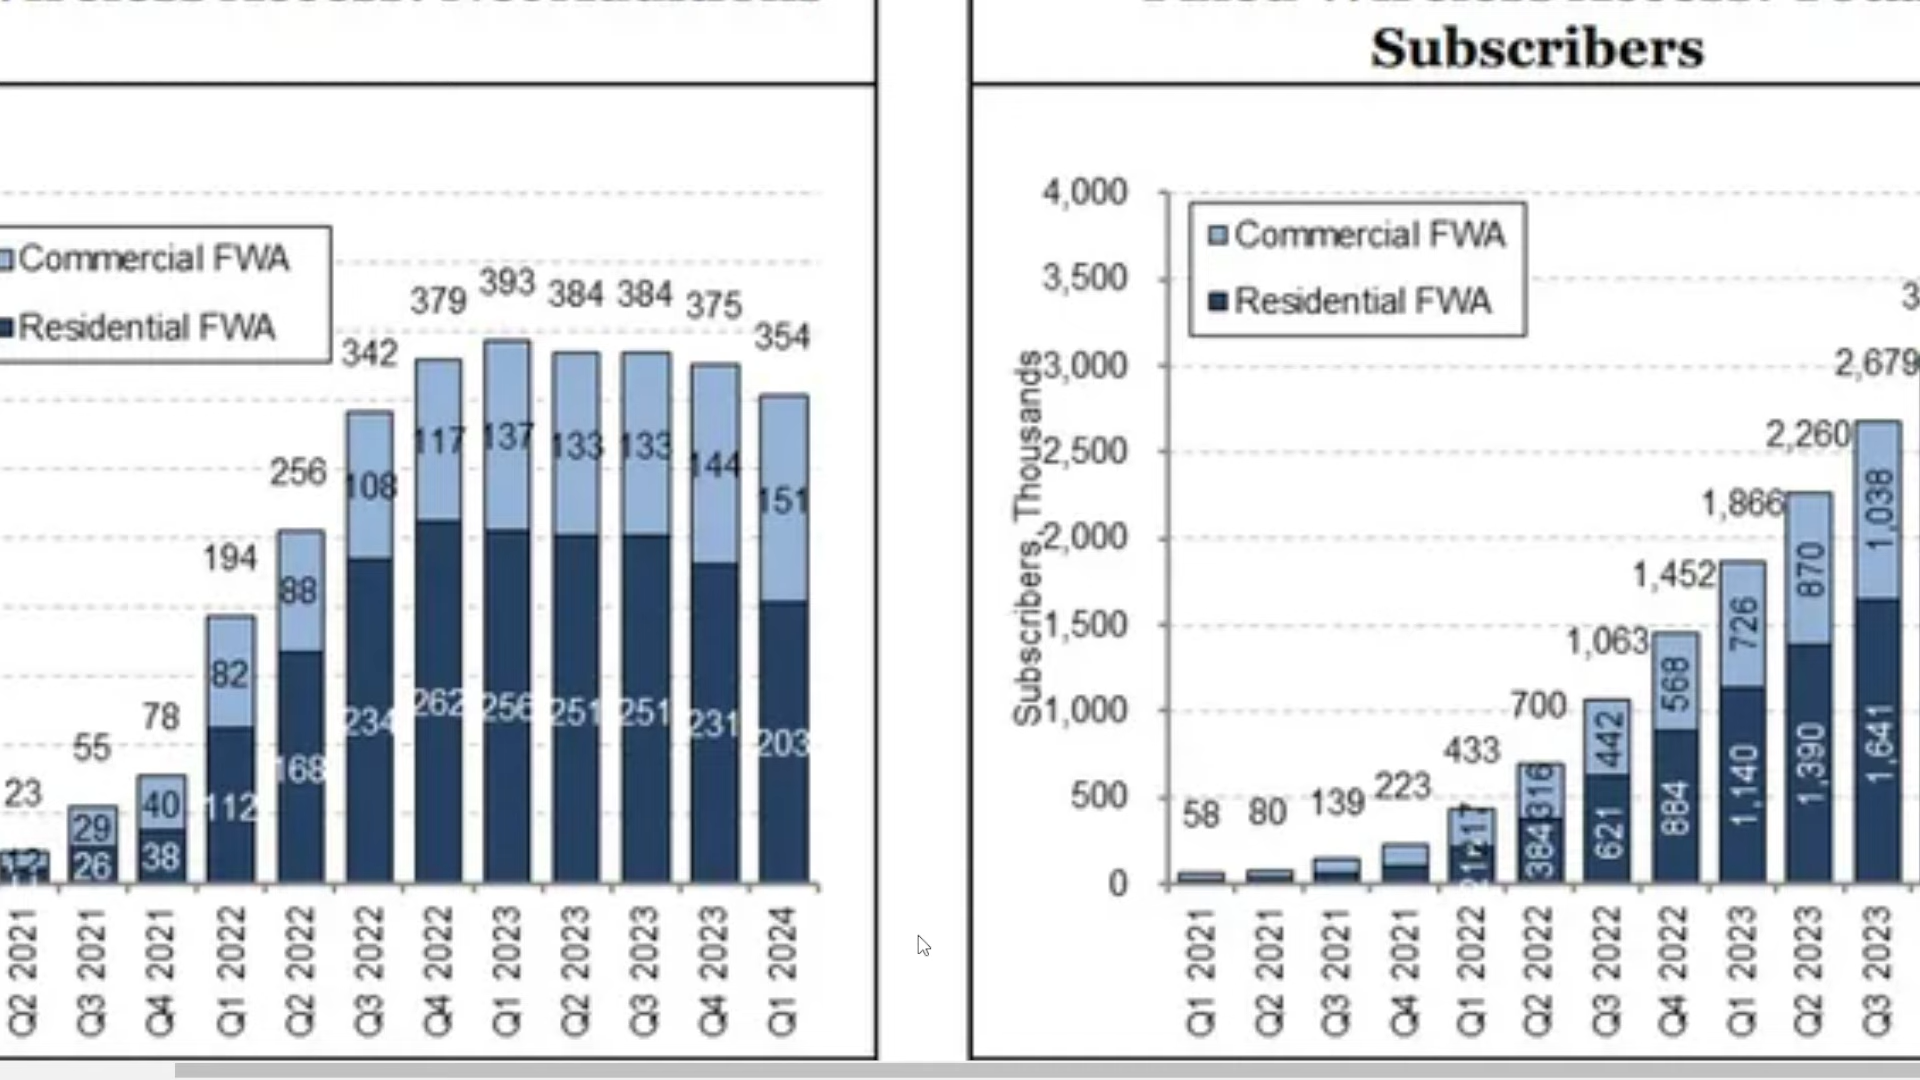 Subscribers
Commercial FWA
Residential FWA
23
55
78
194
256
342
379
393
384
384
375
354
29
40
82
88
108
117
137
133
133
144
151
26
38
112
168
234
262
256
251
251
231
203
Q2 2021
Q3 2021
Q4 2021
Q1 2022
Q2 2022
Q3 2022
Q4 2022
Q1 2023
Q2 2023
Q3 2023
Q4 2023
Q1 2024
Commercial FWA
Residential FWA
Subscribers, Thousands
4,000
3,500
3,000
2,500
2,000
1,500
1,000
500
0
58
80
139
223
433
700
1,063
1,452
1,866
2,260
2,679
316
442
568
726
870
1,038
384
621
884
1,140
1,390
1,641
Q1 2021
Q2 2021
Q3 2021
Q4 2021
Q1 2022
Q2 2022
Q3 2022
Q4 2022
Q1 2023
Q2 2023
Q3 2023